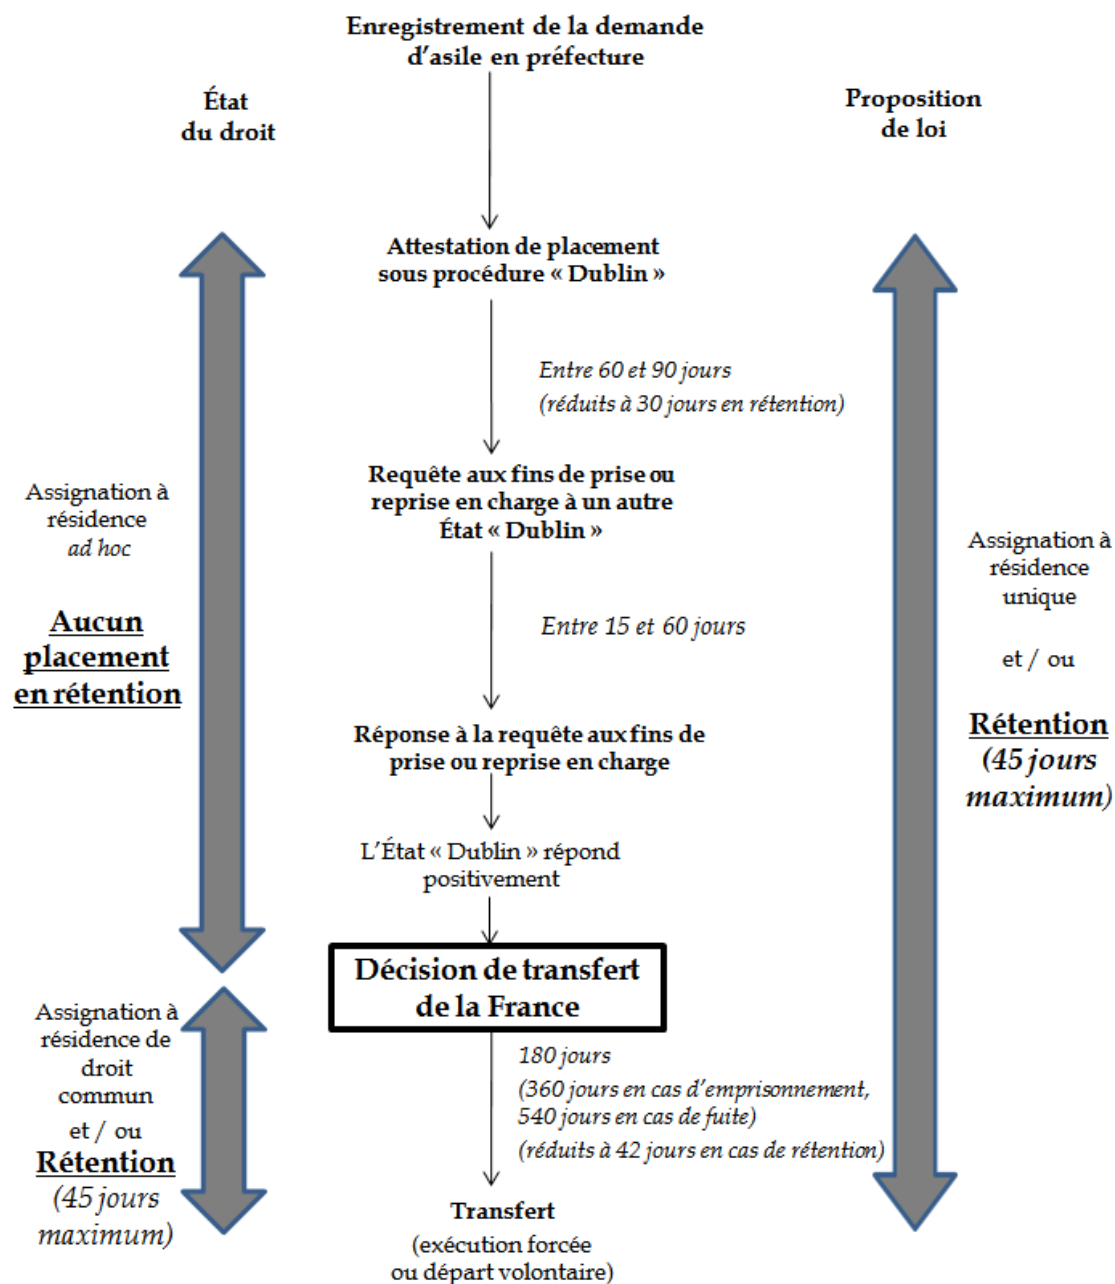 Enregistrement de la demande
d'asile en préfecture
État
du droit
Proposition
de loi
Attestation de placement
sous procédure « Dublin »
Entre 60 et 90 jours
(réduits à 30 jours en rétention)
Requête aux fins de prise ou
reprise en charge à un autre
État « Dublin »
Assignation à
résidence
ad hoc
Aucun
placement
en rétention
Assignation à
résidence
unique
et / ou
Rétention
(45 jours
maximum)
Entre 15 et 60 jours
Réponse à la requête aux fins de
prise ou reprise en charge
L'État « Dublin » répond
positivement
Décision de transfert
de la France
Assignation à
résidence de
droit
commun
et / ou
Rétention
(45 jours
maximum)
180 jours
(360 jours en cas d'emprisonnement,
540 jours en cas de fuite)
(réduits à 42 jours en cas de rétention)
Transfert
(exécution forcée
ou départ volontaire)